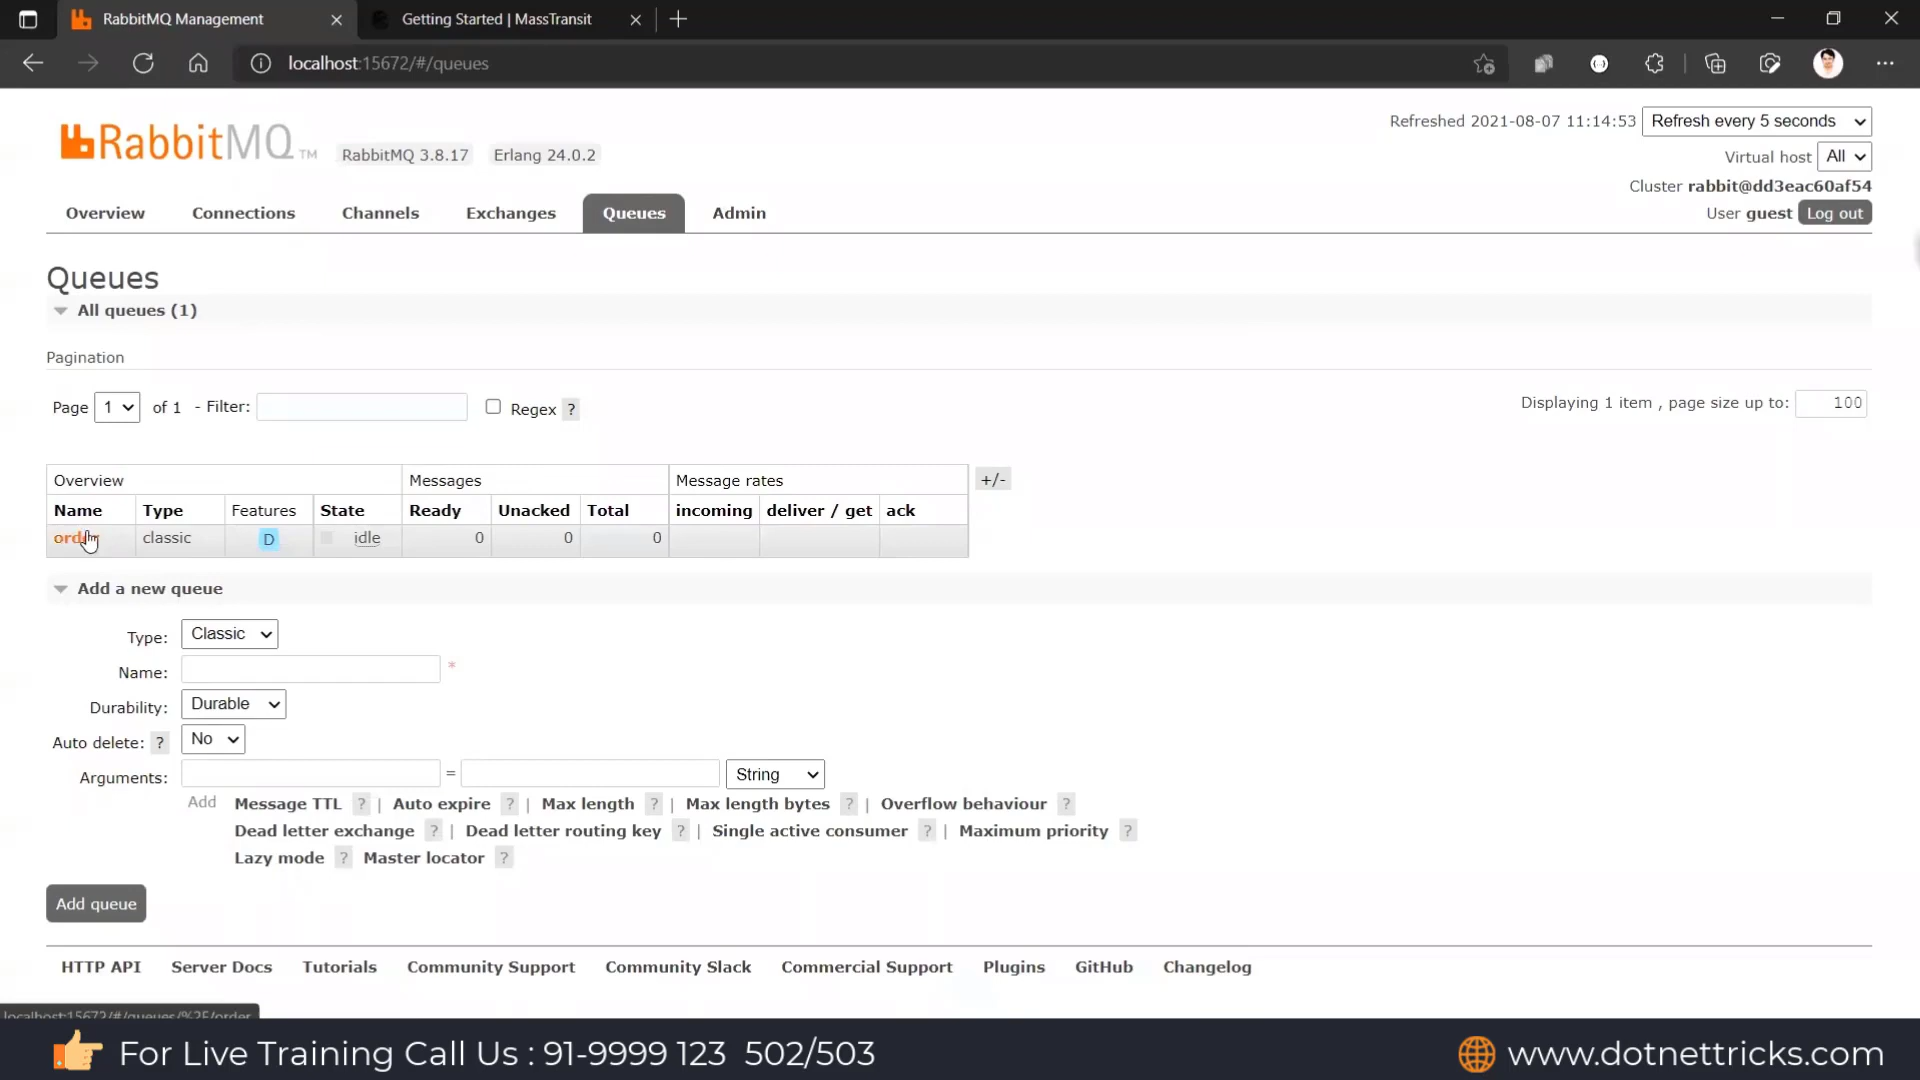 RabbitMQ Management
Getting Started | MassTransit
localhost:15672/#/queues
RabbitMQ TM
RabbitMQ 3.8.17
Erlang 24.0.2
Refreshed 2021-08-07 11:14:53
Refresh every 5 seconds
Virtual host All
Cluster rabbit@dd3eac60af54
User guest Log out
Overview Connections Channels Exchanges Queues Admin
Queues
All queues (1)
Pagination
Page 1 of 1 - Filter: Regex ?
Displaying 1 item , page size up to: 100
Overview Messages Message rates +/-
Name Type Features State Ready Unacked Total incoming deliver / get ack
order classic D idle 0 0 0
Add a new queue
Type: Classic
Name: *
Durability: Durable
Auto delete: ? No
Arguments: = String
Add Message TTL ? | Auto expire ? | Max length ? | Max length bytes ? | Overflow behaviour ?
Dead letter exchange ? | Dead letter routing key ? | Single active consumer ? | Maximum priority ?
Lazy mode ? Master locator ?
Add queue
HTTP API Server Docs Tutorials Community Support Community Slack Commercial Support Plugins GitHub Changelog
localhost:15672/#/queues/%2F/order
For Live Training Call Us : 91-9999 123 502/503
www.dotnettricks.com